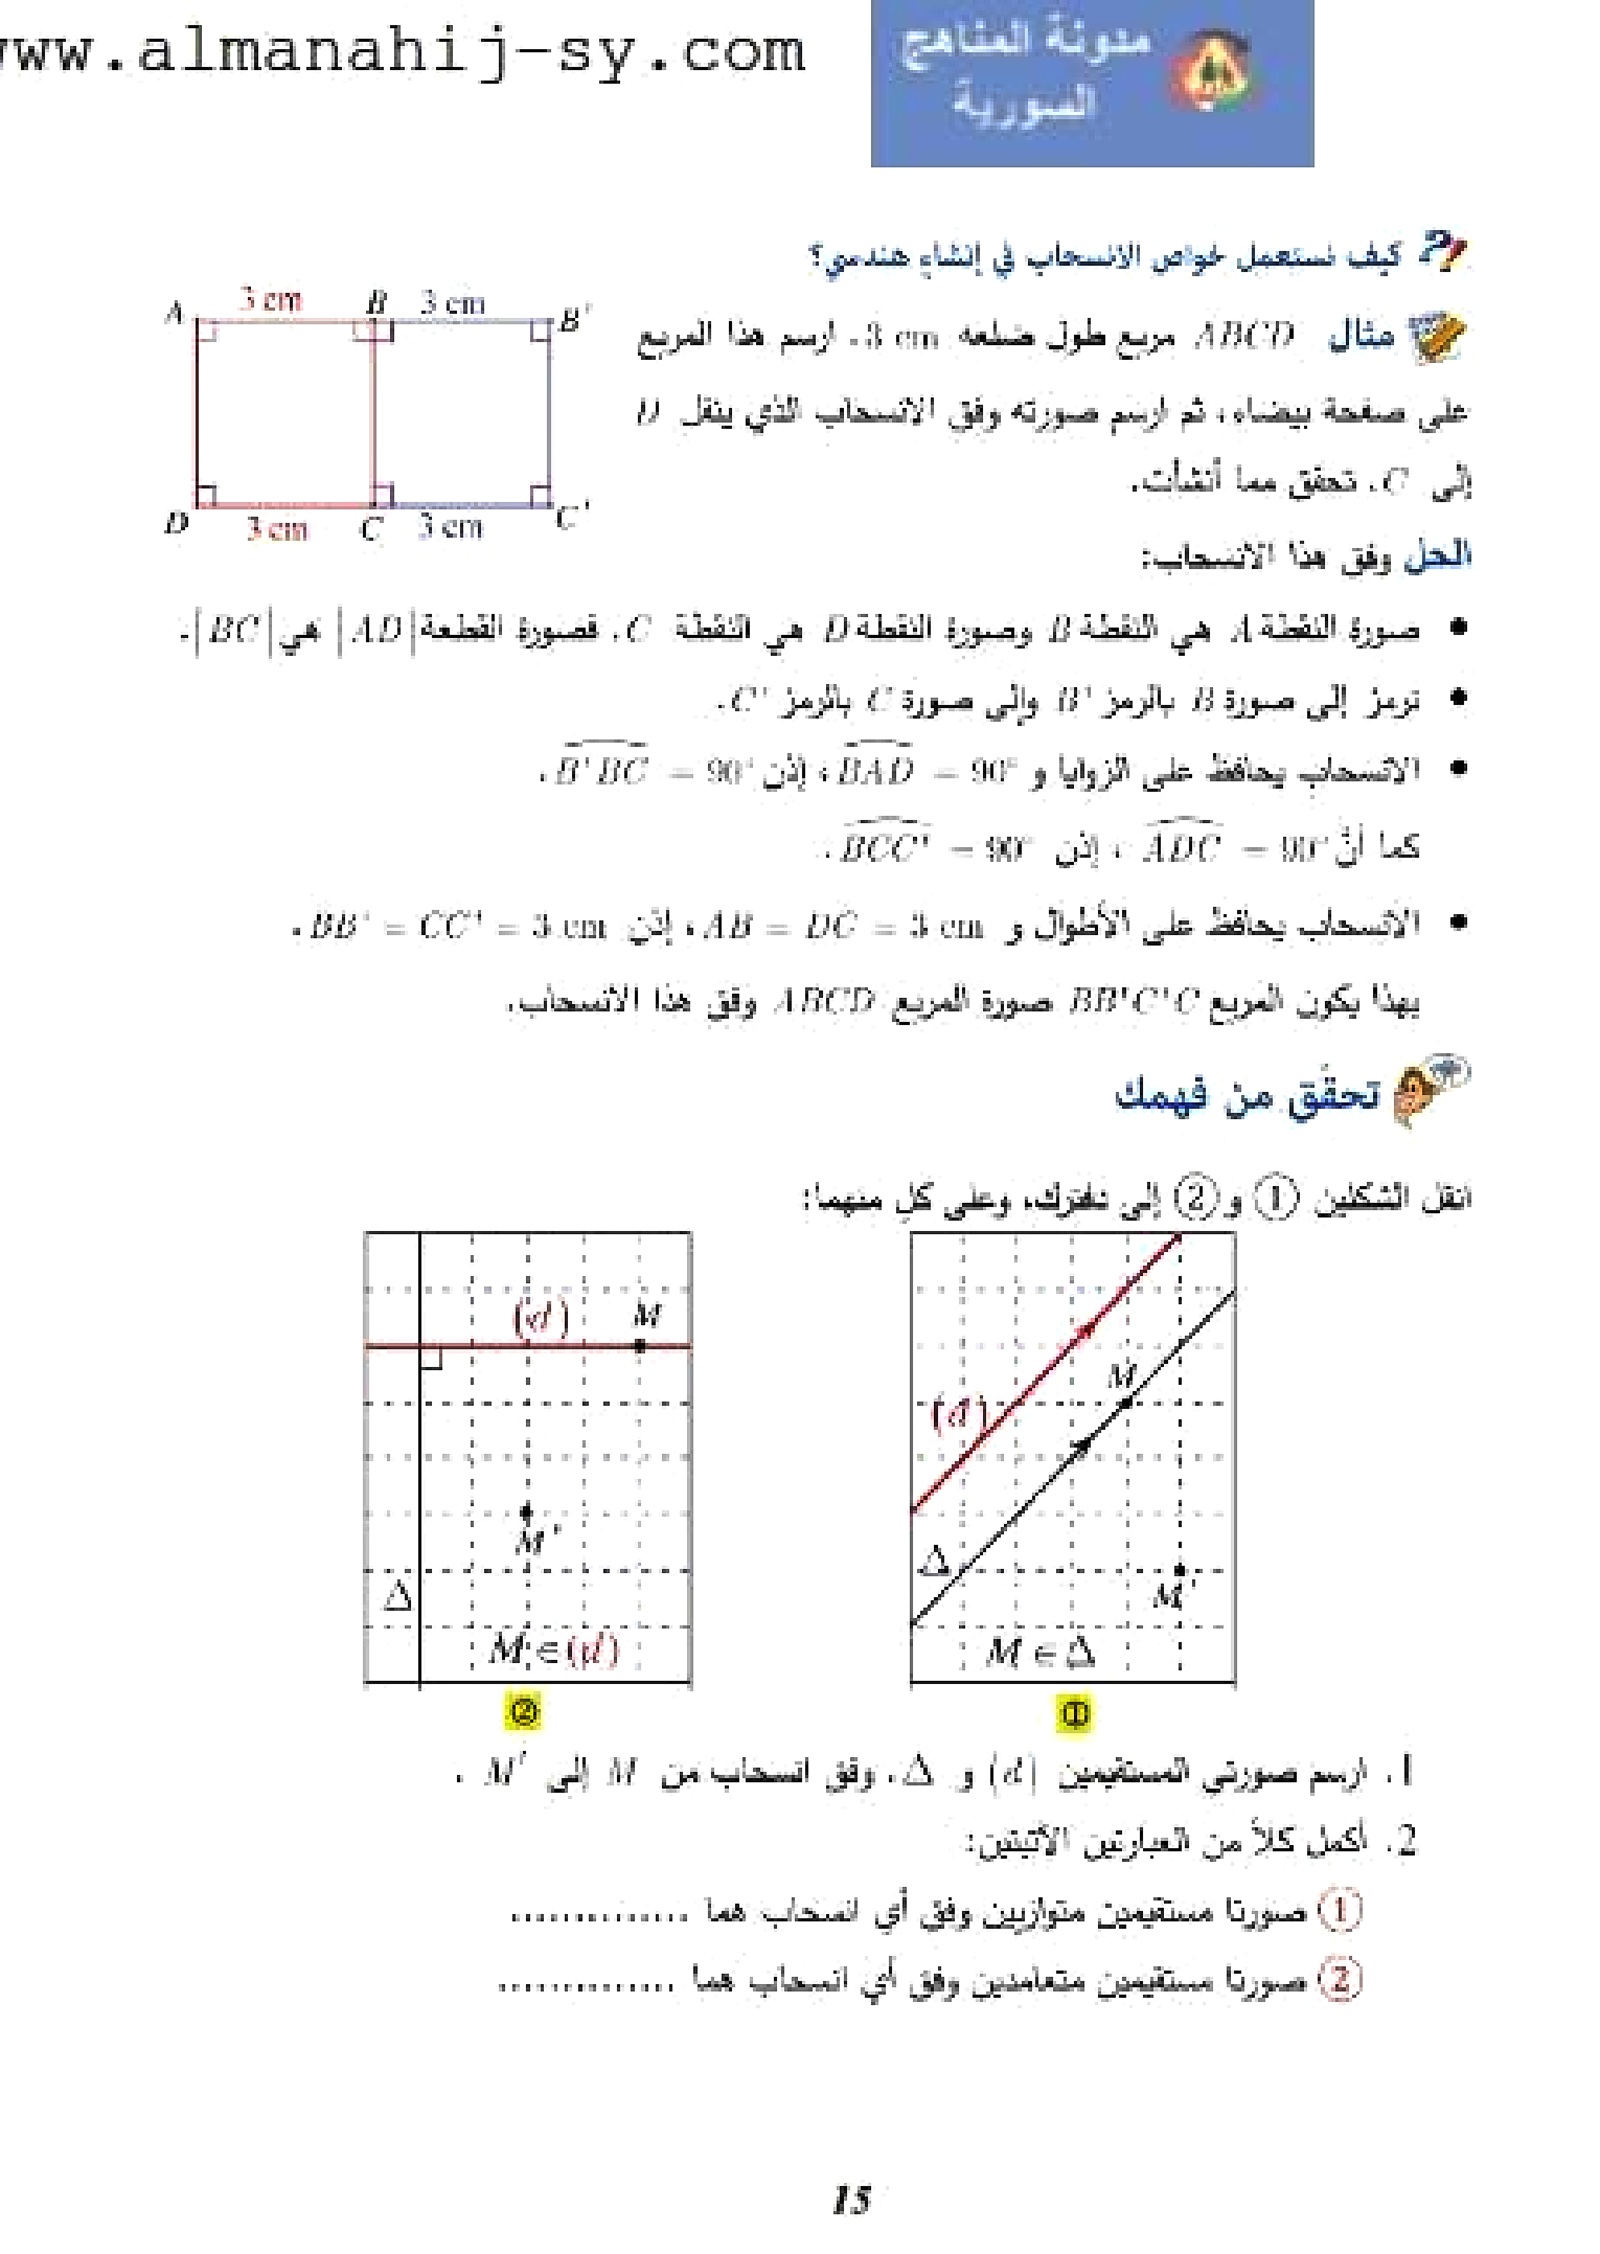 www.almanahij-sy.com
مدونة المناهج
السورية
كيف نستعمل خواص الانسحاب في إنشاءٍ هندسي؟
مثال ABCD مربع طول ضلعه 3 cm. ارسم هذا المربع
على صفحة بيضاء، ثم ارسم صورته وفق الانسحاب الذي ينقل D
إلى C. تحقق مما أنشأت.
A 3 cm B 3 cm B'
D 3 cm C 3 cm C'
الحل وفق هذا الانسحاب:
• صورة النقطة A هي النقطة B وصورة النقطة D هي النقطة C، فصورة القطعة |AD| هي |BC|.
• نرمز إلى صورة B بالرمز B' وإلى صورة C بالرمز C'.
• الانسحاب يحافظ على الزوايا و BAD = 90°، إذن B'BC = 90°.
كما أنّ ADC = 90°، إذن BCC' = 90°.
• الانسحاب يحافظ على الأطوال و AB = DC = 3 cm، إذن BB' = CC' = 3 cm.
بهذا يكون المربع BB'C'C صورة المربع ABCD وفق هذا الانسحاب.
تحقّق من فهمك
انقل الشكلين ① و ② إلى دفترك، وعلى كل منهما:
(d)
M
Δ
M'
M ∈ Δ
①
(d)
M
M'
Δ
M ∈ (d)
②
1. ارسم صورتي المستقيمين (d) و Δ، وفق انسحاب من M إلى M'.
2. أكمل كلاً من العبارتين الآتيتين:
① صورتا مستقيمين متوازيين وفق أي انسحاب هما ..............
② صورتا مستقيمين متعامدين وفق أي انسحاب هما ..............
15